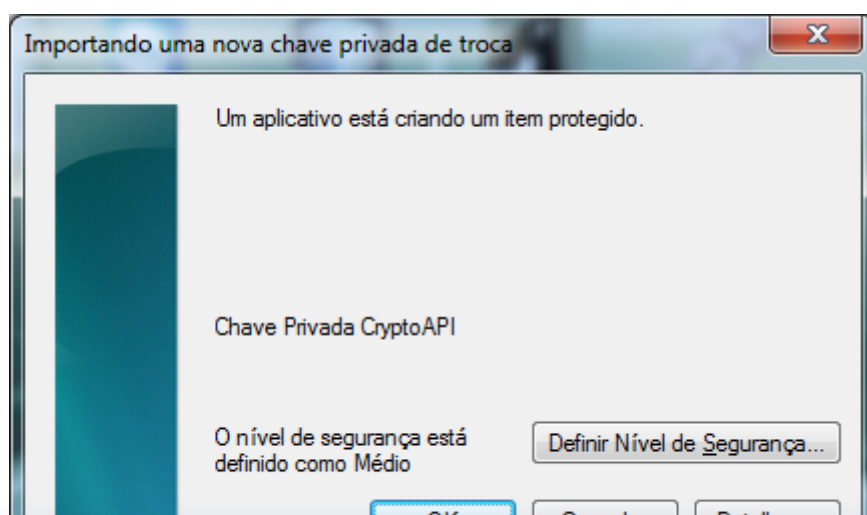 Importando uma nova chave privada de troca
Um aplicativo está criando um item protegido.
Chave Privada CryptoAPI
O nível de segurança está
definido como Médio
Definir Nível de Segurança...